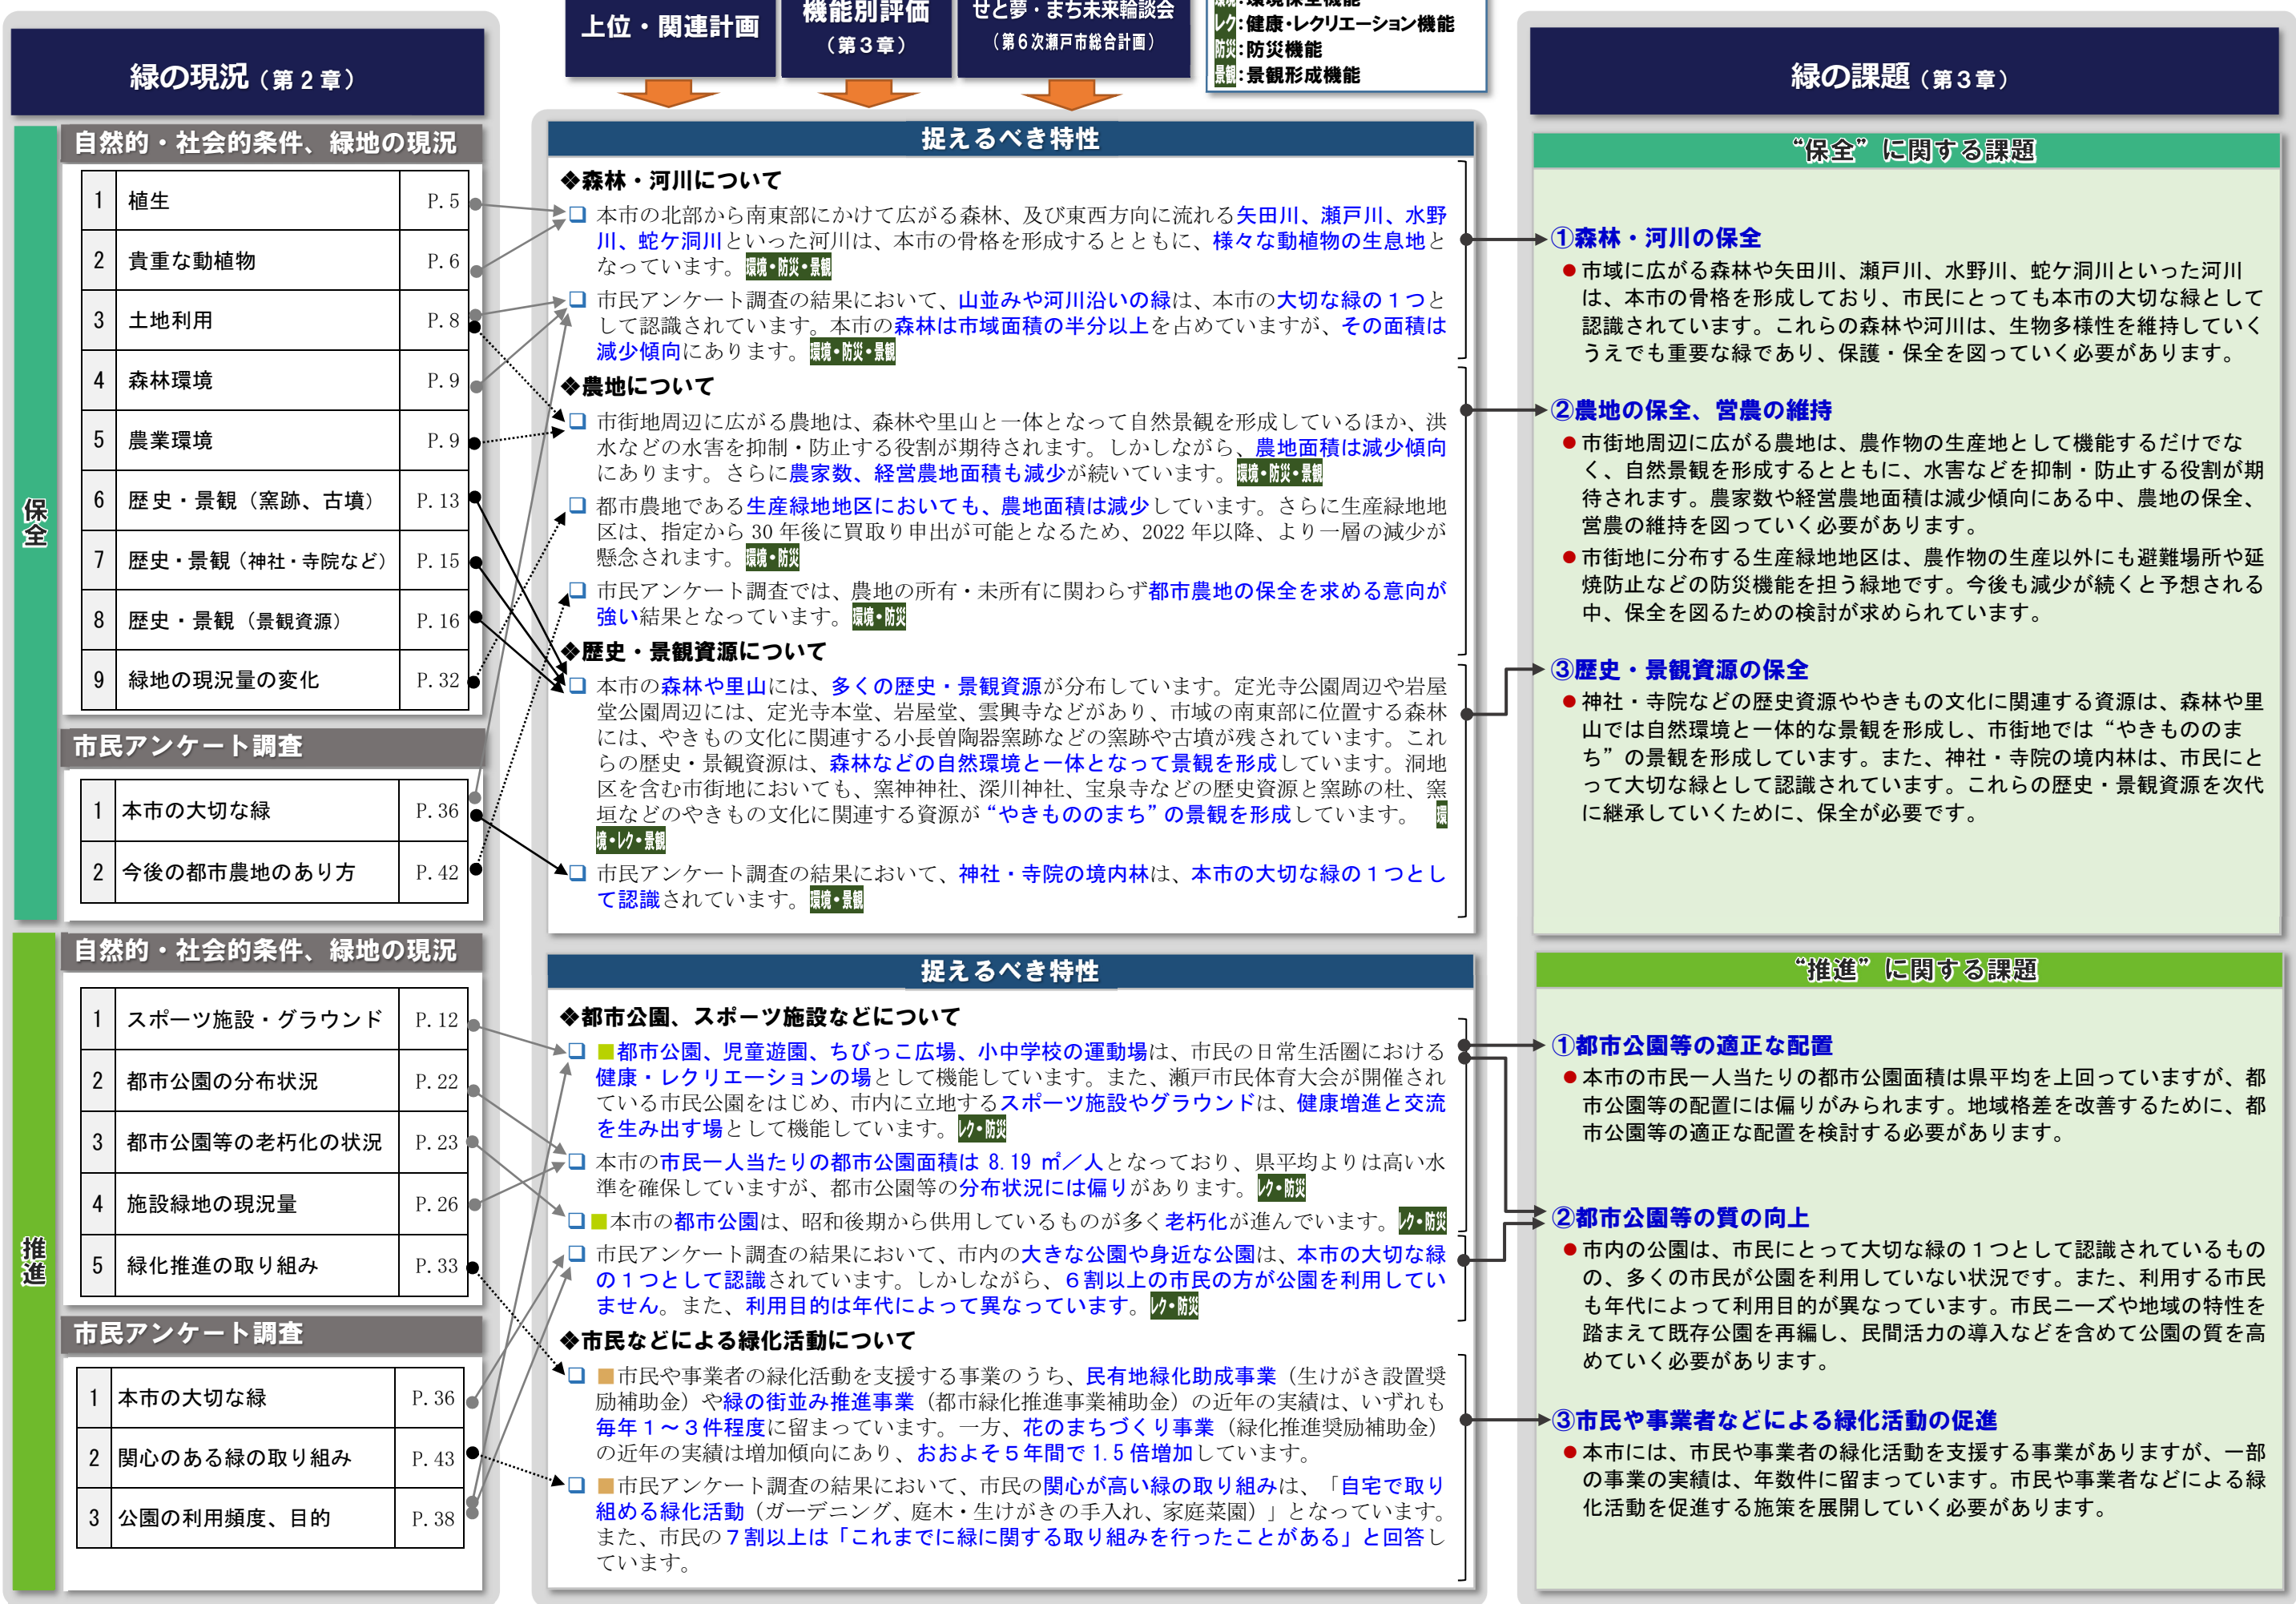 緑の現況（第２章）
上位・関連計画
機能別評価
（第３章）
せと夢・まち未来輪談会
（第６次瀬戸市総合計画）
環境：環境保全機能
レク：健康・レクリエーション機能
防災：防災機能
景観：景観形成機能
緑の課題（第３章）
保全
自然的・社会的条件、緑地の現況
1 植生 P. 5
2 貴重な動植物 P. 6
3 土地利用 P. 8
4 森林環境 P. 9
5 農業環境 P. 9
6 歴史・景観（窯跡、古墳） P. 13
7 歴史・景観（神社・寺院など） P. 15
8 歴史・景観（景観資源） P. 16
9 緑地の現況量の変化 P. 32
市民アンケート調査
1 本市の大切な緑 P. 36
2 今後の都市農地のあり方 P. 42
捉えるべき特性
❖森林・河川について
❑ 本市の北部から南東部にかけて広がる森林、及び東西方向に流れる矢田川、瀬戸川、水野
川、蛇ケ洞川といった河川は、本市の骨格を形成するとともに、様々な動植物の生息地と
なっています。環境・防災・景観
❑ 市民アンケート調査の結果において、山並みや河川沿いの緑は、本市の大切な緑の１つと
して認識されています。本市の森林は市域面積の半分以上を占めていますが、その面積は
減少傾向にあります。環境・防災・景観
❖農地について
❑ 市街地周辺に広がる農地は、森林や里山と一体となって自然景観を形成しているほか、洪
水などの水害を抑制・防止する役割が期待されます。しかしながら、農地面積は減少傾向
にあります。さらに農家数、経営農地面積も減少が続いています。環境・防災・景観
❑ 都市農地である生産緑地地区においても、農地面積は減少しています。さらに生産緑地地
区は、指定から 30 年後に買取り申出が可能となるため、2022 年以降、より一層の減少が
懸念されます。環境・防災
❑ 市民アンケート調査では、農地の所有・未所有に関わらず都市農地の保全を求める意向が
強い結果となっています。環境・防災
❖歴史・景観資源について
❑ 本市の森林や里山には、多くの歴史・景観資源が分布しています。定光寺公園周辺や岩屋
堂公園周辺には、定光寺本堂、岩屋堂、雲興寺などがあり、市域の南東部に位置する森林
には、やきもの文化に関連する小長曽陶器窯跡などの窯跡や古墳が残されています。これ
らの歴史・景観資源は、森林などの自然環境と一体となって景観を形成しています。洞地
区を含む市街地においても、窯神神社、深川神社、宝泉寺などの歴史資源と窯跡の杜、窯
垣などのやきもの文化に関連する資源が“やきもののまち”の景観を形成しています。 環
境・レク・景観
❑ 市民アンケート調査の結果において、神社・寺院の境内林は、本市の大切な緑の１つとし
て認識されています。環境・景観
“保全”に関する課題
①森林・河川の保全
●市域に広がる森林や矢田川、瀬戸川、水野川、蛇ケ洞川といった河川
は、本市の骨格を形成しており、市民にとっても本市の大切な緑として
認識されています。これらの森林や河川は、生物多様性を維持していく
うえでも重要な緑であり、保護・保全を図っていく必要があります。
②農地の保全、営農の維持
●市街地周辺に広がる農地は、農作物の生産地として機能するだけでな
く、自然景観を形成するとともに、水害などを抑制・防止する役割が期
待されます。農家数や経営農地面積は減少傾向にある中、農地の保全、
営農の維持を図っていく必要があります。
●市街地に分布する生産緑地地区は、農作物の生産以外にも避難場所や延
焼防止などの防災機能を担う緑地です。今後も減少が続くと予想される
中、保全を図るための検討が求められています。
③歴史・景観資源の保全
●神社・寺院などの歴史資源ややきもの文化に関連する資源は、森林や里
山では自然環境と一体的な景観を形成し、市街地では“やきもののま
ち”の景観を形成しています。また、神社・寺院の境内林は、市民にと
って大切な緑として認識されています。これらの歴史・景観資源を次代
に継承していくために、保全が必要です。
推進
自然的・社会的条件、緑地の現況
1 スポーツ施設・グラウンド P. 12
2 都市公園の分布状況 P. 22
3 都市公園等の老朽化の状況 P. 23
4 施設緑地の現況量 P. 26
5 緑化推進の取り組み P. 33
市民アンケート調査
1 本市の大切な緑 P. 36
2 関心のある緑の取り組み P. 43
3 公園の利用頻度、目的 P. 38
捉えるべき特性
❖都市公園、スポーツ施設などについて
❑ ■都市公園、児童遊園、ちびっこ広場、小中学校の運動場は、市民の日常生活圏における
健康・レクリエーションの場として機能しています。また、瀬戸市民体育大会が開催され
ている市民公園をはじめ、市内に立地するスポーツ施設やグラウンドは、健康増進と交流
を生み出す場として機能しています。レク・防災
❑ 本市の市民一人当たりの都市公園面積は 8.19 ㎡／人となっており、県平均よりは高い水
準を確保していますが、都市公園等の分布状況には偏りがあります。レク・防災
❑ ■本市の都市公園は、昭和後期から供用しているものが多く老朽化が進んでいます。レク・防災
❑ 市民アンケート調査の結果において、市内の大きな公園や身近な公園は、本市の大切な緑
の１つとして認識されています。しかしながら、６割以上の市民の方が公園を利用してい
ません。また、利用目的は年代によって異なっています。レク・防災
❖市民などによる緑化活動について
❑ ■市民や事業者の緑化活動を支援する事業のうち、民有地緑化助成事業（生けがき設置奨
励補助金）や緑の街並み推進事業（都市緑化推進事業補助金）の近年の実績は、いずれも
毎年１～３件程度に留まっています。一方、花のまちづくり事業（緑化推進奨励補助金）
の近年の実績は増加傾向にあり、おおよそ５年間で 1.5 倍増加しています。
❑ ■市民アンケート調査の結果において、市民の関心が高い緑の取り組みは、「自宅で取り
組める緑化活動（ガーデニング、庭木・生けがきの手入れ、家庭菜園）」となっています。
また、市民の７割以上は「これまでに緑に関する取り組みを行ったことがある」と回答し
ています。
“推進”に関する課題
①都市公園等の適正な配置
●本市の市民一人当たりの都市公園面積は県平均を上回っていますが、都
市公園等の配置には偏りがみられます。地域格差を改善するために、都
市公園等の適正な配置を検討する必要があります。
②都市公園等の質の向上
●市内の公園は、市民にとって大切な緑の１つとして認識されているもの
の、多くの市民が公園を利用していない状況です。また、利用する市民
も年代によって利用目的が異なっています。市民ニーズや地域の特性を
踏まえて既存公園を再編し、民間活力の導入などを含めて公園の質を高
めていく必要があります。
③市民や事業者などによる緑化活動の促進
●本市には、市民や事業者の緑化活動を支援する事業がありますが、一部
の事業の実績は、年数件に留まっています。市民や事業者などによる緑
化活動を促進する施策を展開していく必要があります。